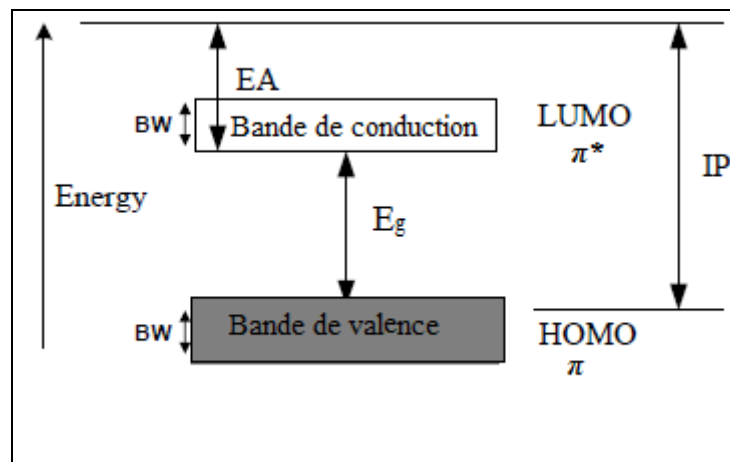 EA
BW
Bande de conduction
LUMO
π*
IP
Energy
Eg
BW
Bande de valence
HOMO
π